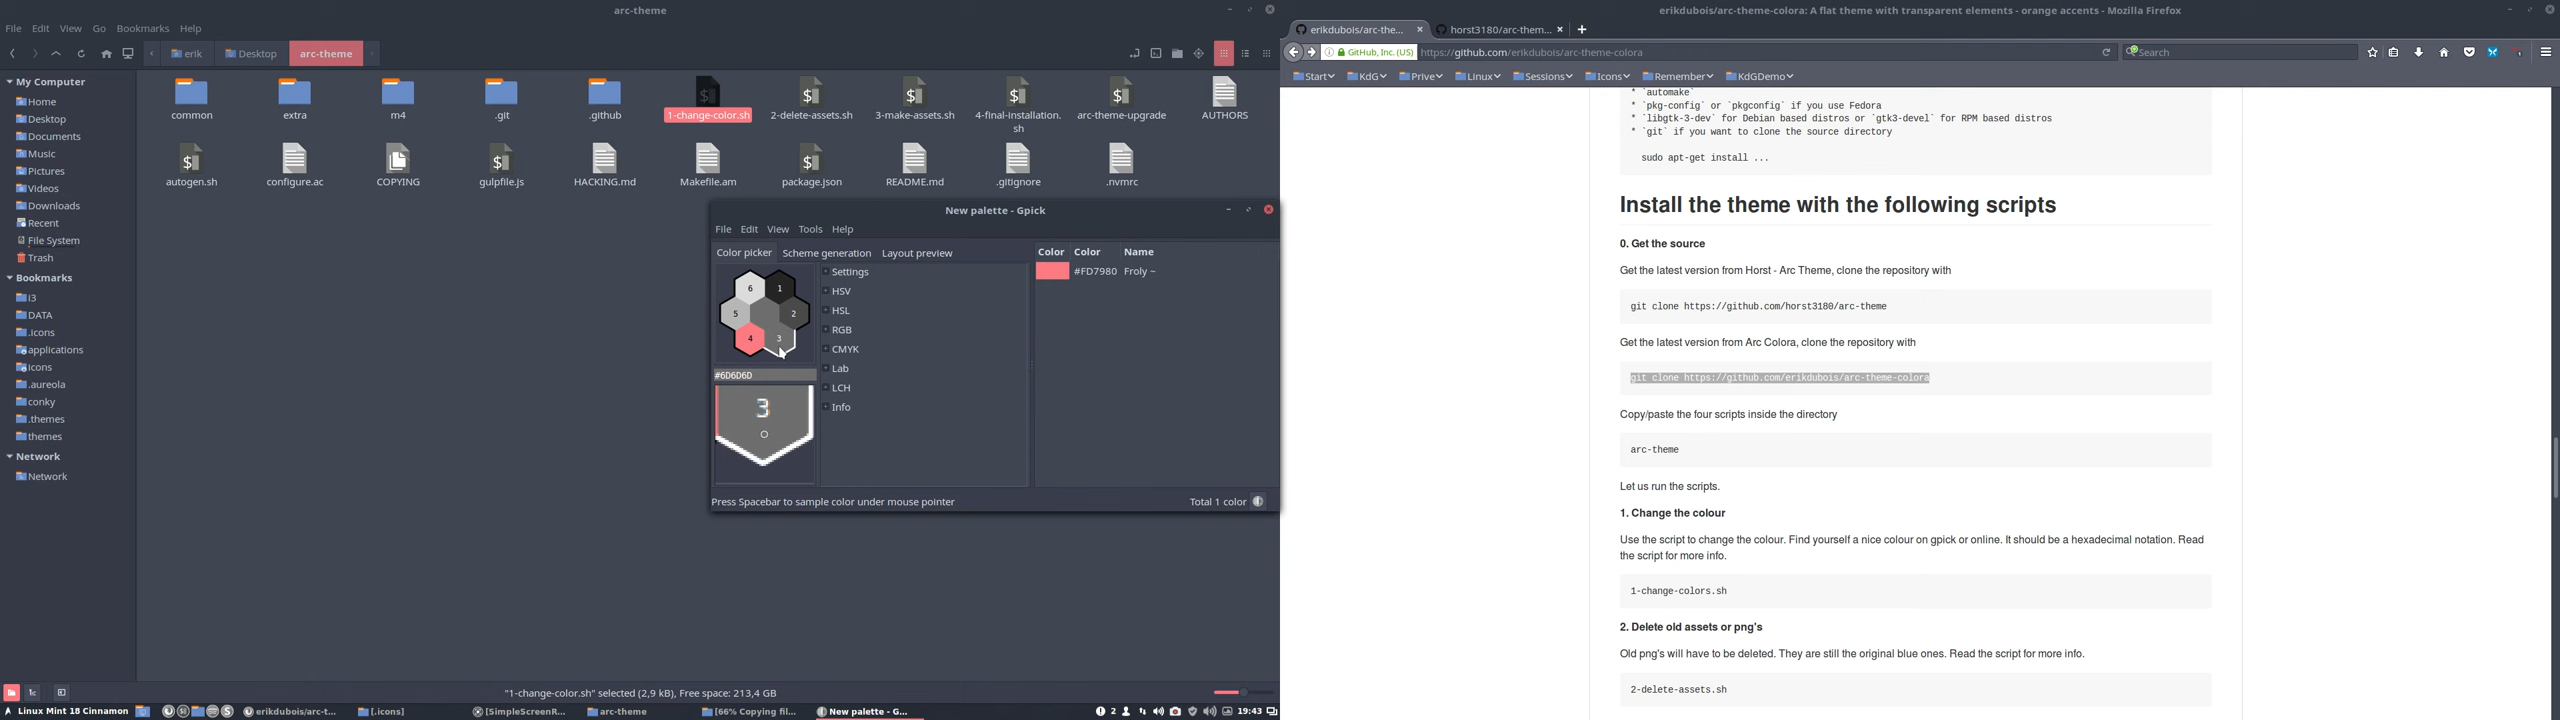 arc-theme
File Edit View Go Bookmarks Help
erik Desktop arc-theme
My Computer
Home
Desktop
Documents
Music
Pictures
Videos
Downloads
Recent
File System
Trash
Bookmarks
i3
DATA
.icons
applications
icons
.aureola
conky
.themes
themes
Network
Network
common extra m4 .git .github 1-change-color.sh 2-delete-assets.sh 3-make-assets.sh 4-final-installation.sh arc-theme-upgrade AUTHORS
autogen.sh configure.ac COPYING gulpfile.js HACKING.md Makefile.am package.json README.md .gitignore .nvmrc
New palette - Gpick
File Edit View Tools Help
Color picker Scheme generation Layout preview
6 1
5 2
4 3
#6D6D6D
3
Settings
HSV
HSL
RGB
CMYK
Lab
LCH
Info
Color Color Name
#FD7980 Froly ~
Press Spacebar to sample color under mouse pointer Total 1 color
"1-change-color.sh" selected (2,9 kB), Free space: 213,4 GB
Linux Mint 18 Cinnamon erikdubois/arc-t... [.icons] [SimpleScreenR... arc-theme [66% Copying fil... New palette - G... 2 19:43
erikdubois/arc-theme-colora: A flat theme with transparent elements - orange accents - Mozilla Firefox
erikdubois/arc-the... × horst3180/arc-them... × +
GitHub, Inc. (US) https://github.com/erikdubois/arc-theme-colora Search
Start KdG Prive Linux Sessions Icons Remember KdGDemo
* `automake`
* `pkg-config` or `pkgconfig` if you use Fedora
* `libgtk-3-dev` for Debian based distros or `gtk3-devel` for RPM based distros
* `git` if you want to clone the source directory
sudo apt-get install ...
Install the theme with the following scripts
0. Get the source
Get the latest version from Horst - Arc Theme, clone the repository with
git clone https://github.com/horst3180/arc-theme
Get the latest version from Arc Colora, clone the repository with
git clone https://github.com/erikdubois/arc-theme-colora
Copy/paste the four scripts inside the directory
arc-theme
Let us run the scripts.
1. Change the colour
Use the script to change the colour. Find yourself a nice colour on gpick or online. It should be a hexadecimal notation. Read
the script for more info.
1-change-colors.sh
2. Delete old assets or png's
Old png's will have to be deleted. They are still the original blue ones. Read the script for more info.
2-delete-assets.sh